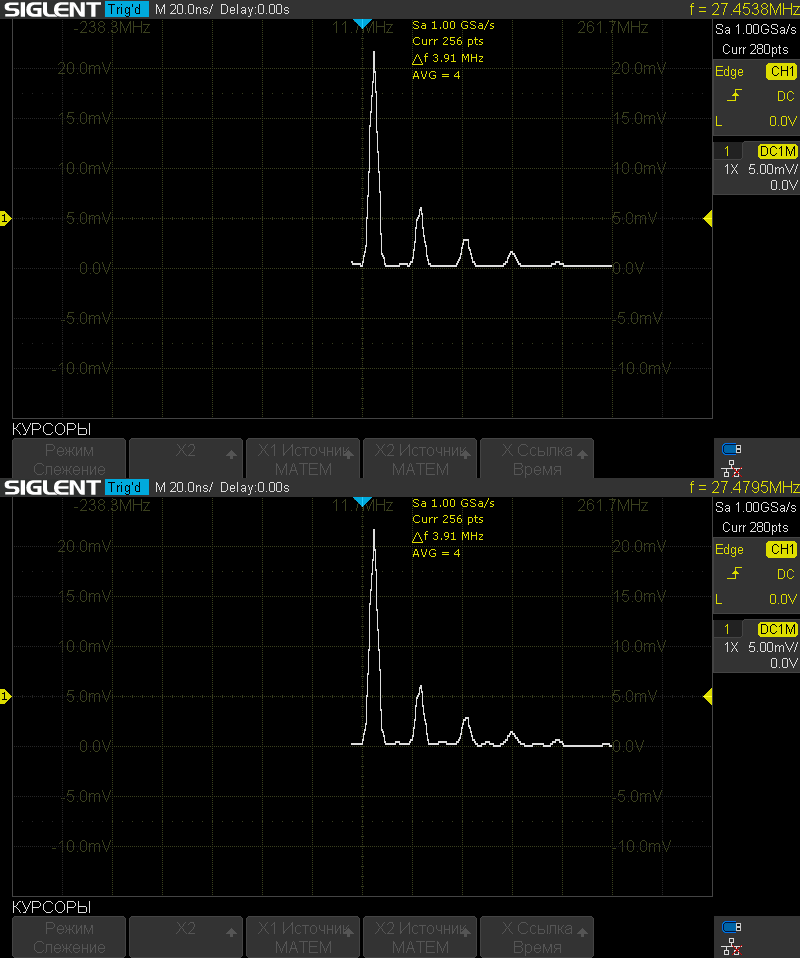 SIGLENT Trig'd M 20.0ns/ Delay:0.00s f = 27.4538MHz
-238.3MHz 11.7MHz 261.7MHz
Sa 1.00 GSa/s
Curr 256 pts
△f 3.91 MHz
AVG = 4
Sa 1.00GSa/s
Curr 280pts
Edge CH1
DC
L 0.0V
1 DC1M
1X 5.00mV/
0.0V
20.0mV 20.0mV
15.0mV 15.0mV
10.0mV 10.0mV
1 5.0mV 5.0mV
0.0V 0.0V
-5.0mV -5.0mV
-10.0mV -10.0mV
КУРСОРЫ
Режим Слежение
X2
X1 Источник МАТЕМ
X2 Источник МАТЕМ
X Ссылка Время
SIGLENT Trig'd M 20.0ns/ Delay:0.00s f = 27.4795MHz
-238.3MHz 11.7MHz 261.7MHz
Sa 1.00 GSa/s
Curr 256 pts
△f 3.91 MHz
AVG = 4
Sa 1.00GSa/s
Curr 280pts
Edge CH1
DC
L 0.0V
1 DC1M
1X 5.00mV/
0.0V
20.0mV 20.0mV
15.0mV 15.0mV
10.0mV 10.0mV
1 5.0mV 5.0mV
0.0V 0.0V
-5.0mV -5.0mV
-10.0mV -10.0mV
КУРСОРЫ
Режим Слежение
X2
X1 Источник МАТЕМ
X2 Источник МАТЕМ
X Ссылка Время